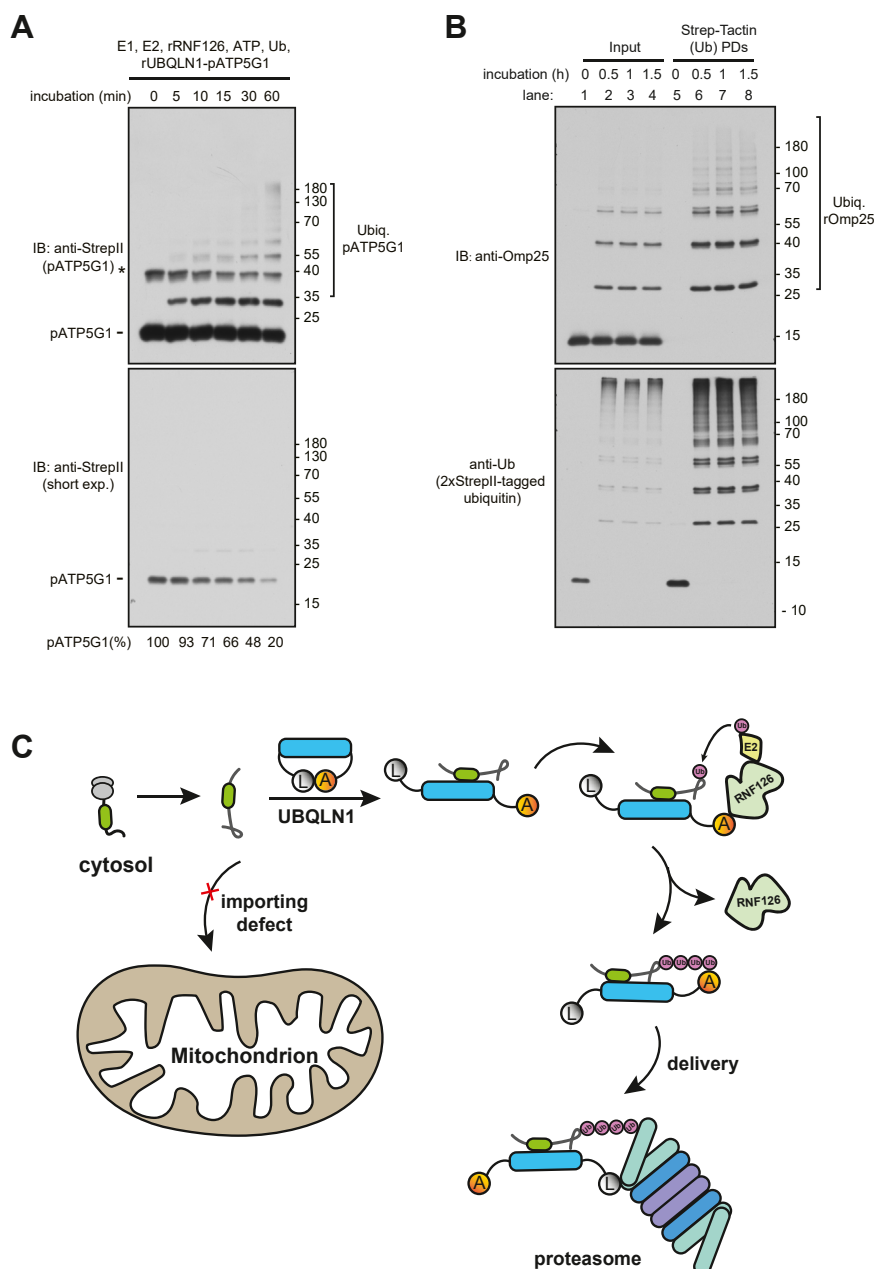 A
E1, E2, rRNF126, ATP, Ub,
rUBQLN1-pATP5G1
incubation (min) 0 5 10 15 30 60
180
130
70
55
40
35
25
Ubiq.
pATP5G1
IB: anti-StrepII
(pATP5G1) *
pATP5G1 -
IB: anti-StrepII
(short exp.)
180
130
70
55
40
35
25
15
pATP5G1 -
pATP5G1(%) 100 93 71 66 48 20
B
Input
Strep-Tactin
(Ub) PDs
incubation (h) 0 0.5 1 1.5 0 0.5 1 1.5
lane: 1 2 3 4 5 6 7 8
180
100
70
55
40
35
25
15
Ubiq.
rOmp25
IB: anti-Omp25
anti-Ub
(2xStrepII-tagged
ubiquitin)
180
100
70
55
40
35
25
15
10
C
cytosol
L A
UBQLN1
L
A
L
A
Ub
Ub
E2
RNF126
importing
defect
RNF126
Ub Ub Ub Ub
A
L
Mitochondrion
delivery
Ub Ub Ub Ub
A
L
proteasome